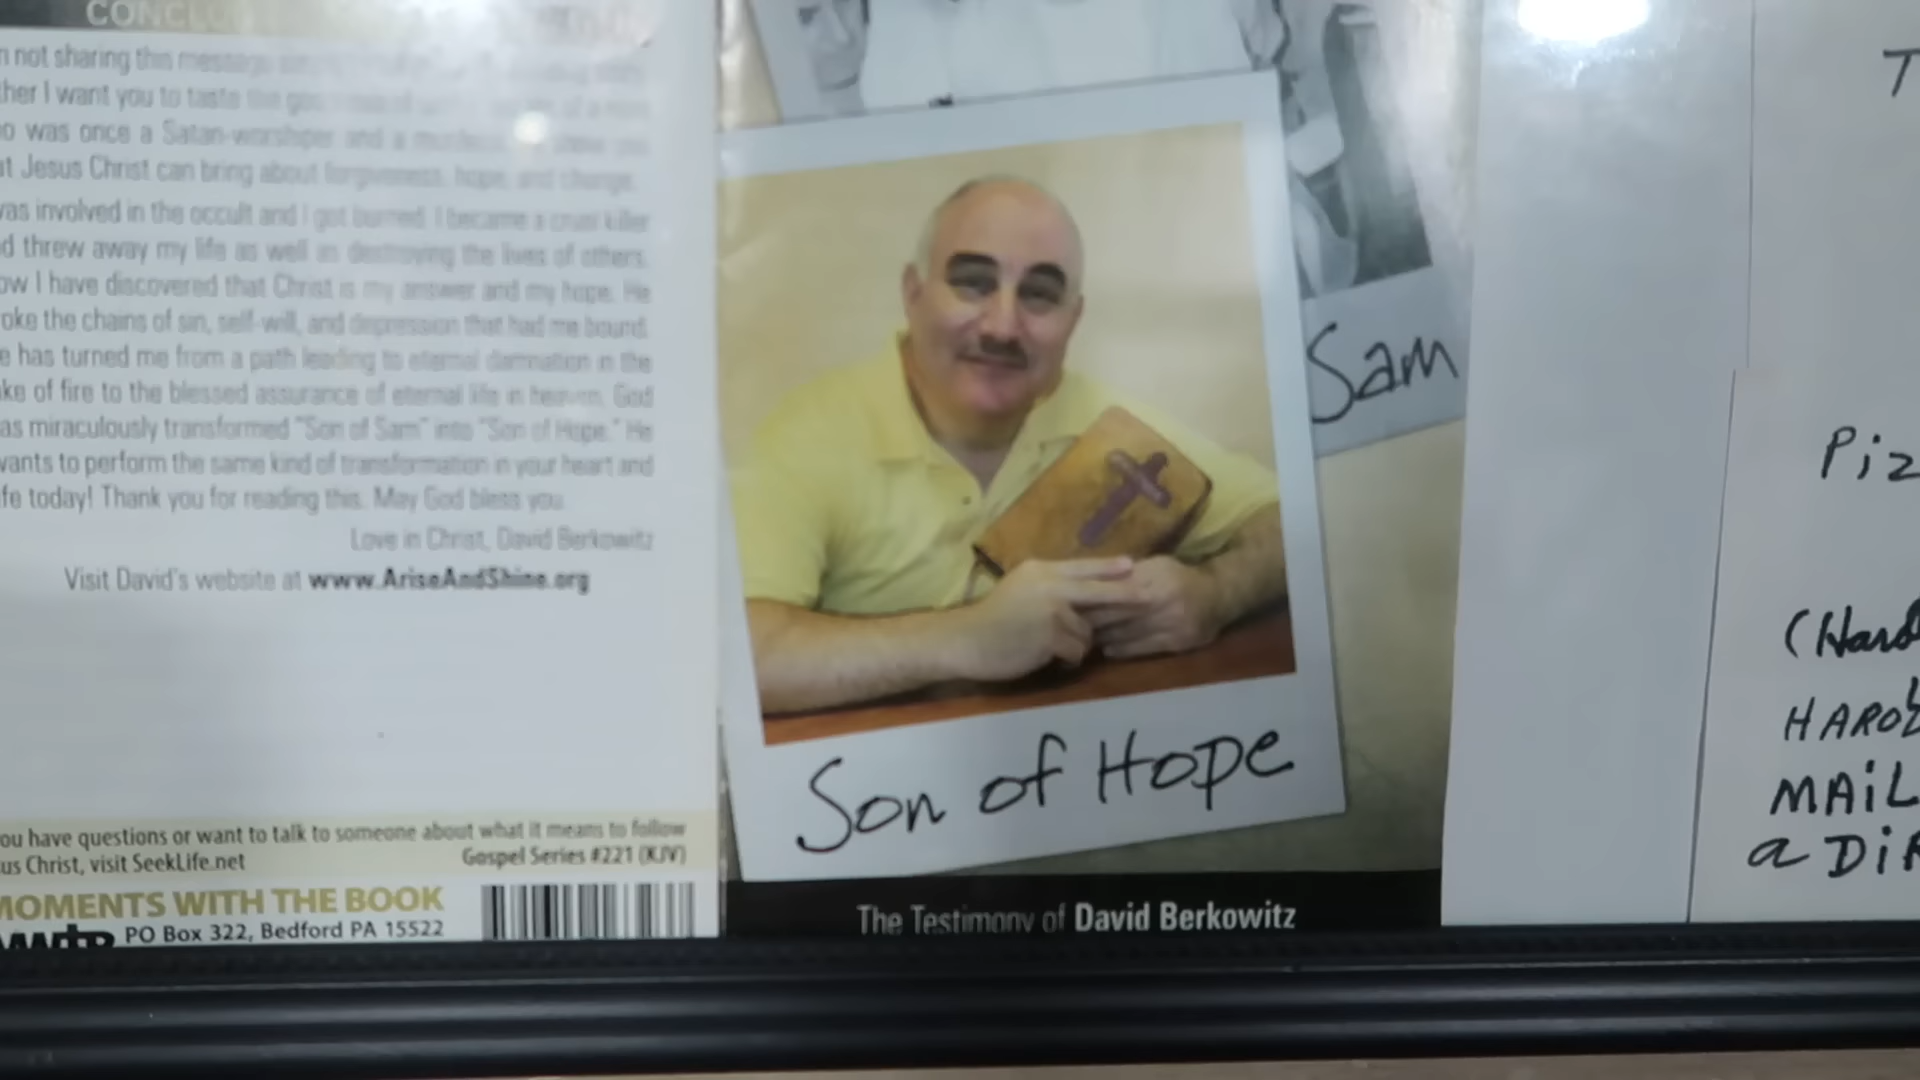 CONCLU
n not sharing this message
ther I want you to taste the
o was once a Satan-worshiper and a
at Jesus Christ can bring about forgiveness, hope, and change.
vas involved in the occult and I got burned. I became a cruel killer
d threw away my life as well as destroying the lives of others.
ow I have discovered that Christ is my answer and my hope. He
oke the chains of sin, self-will, and depression that had me bound.
e has turned me from a path leading to eternal damnation in the
ke of fire to the blessed assurance of eternal life in heaven. God
as miraculously transformed "Son of Sam" into "Son of Hope." He
vants to perform the same kind of transformation in your heart and
fe today! Thank you for reading this. May God bless you.
Love in Christ, David Berkowitz
Visit David's website at www.AriseAndShine.org
ou have questions or want to talk to someone about what it means to follow
us Christ, visit SeekLife.net
Gospel Series #221 (KJV)
MOMENTS WITH THE BOOK
PO Box 322, Bedford PA 15522
Sam
Son of Hope
The Testimony of David Berkowitz
T
Piz
(Hard
HAROL
MAIL
a DIR